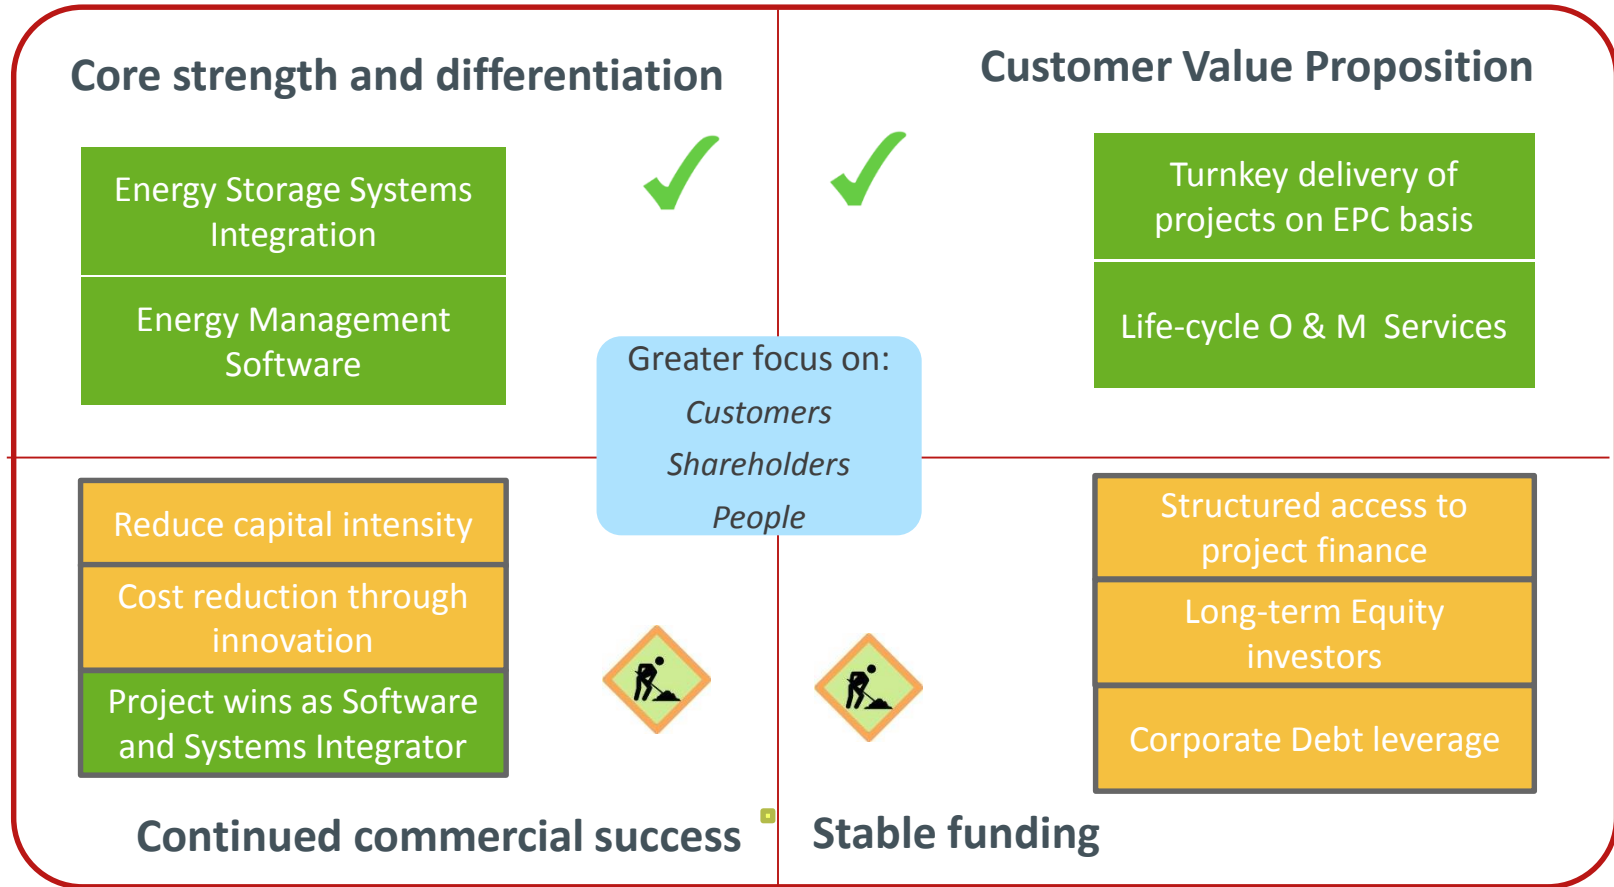 Core strength and differentiation
Energy Storage Systems
Integration
Energy Management
Software
Customer Value Proposition
Turnkey delivery of
projects on EPC basis
Life-cycle O & M  Services
Greater focus on:
Customers
Shareholders
People
Reduce capital intensity
Cost reduction through
innovation
Project wins as Software
and Systems Integrator
Continued commercial success
Structured access to
project finance
Long-term Equity
investors
Corporate Debt leverage
Stable funding